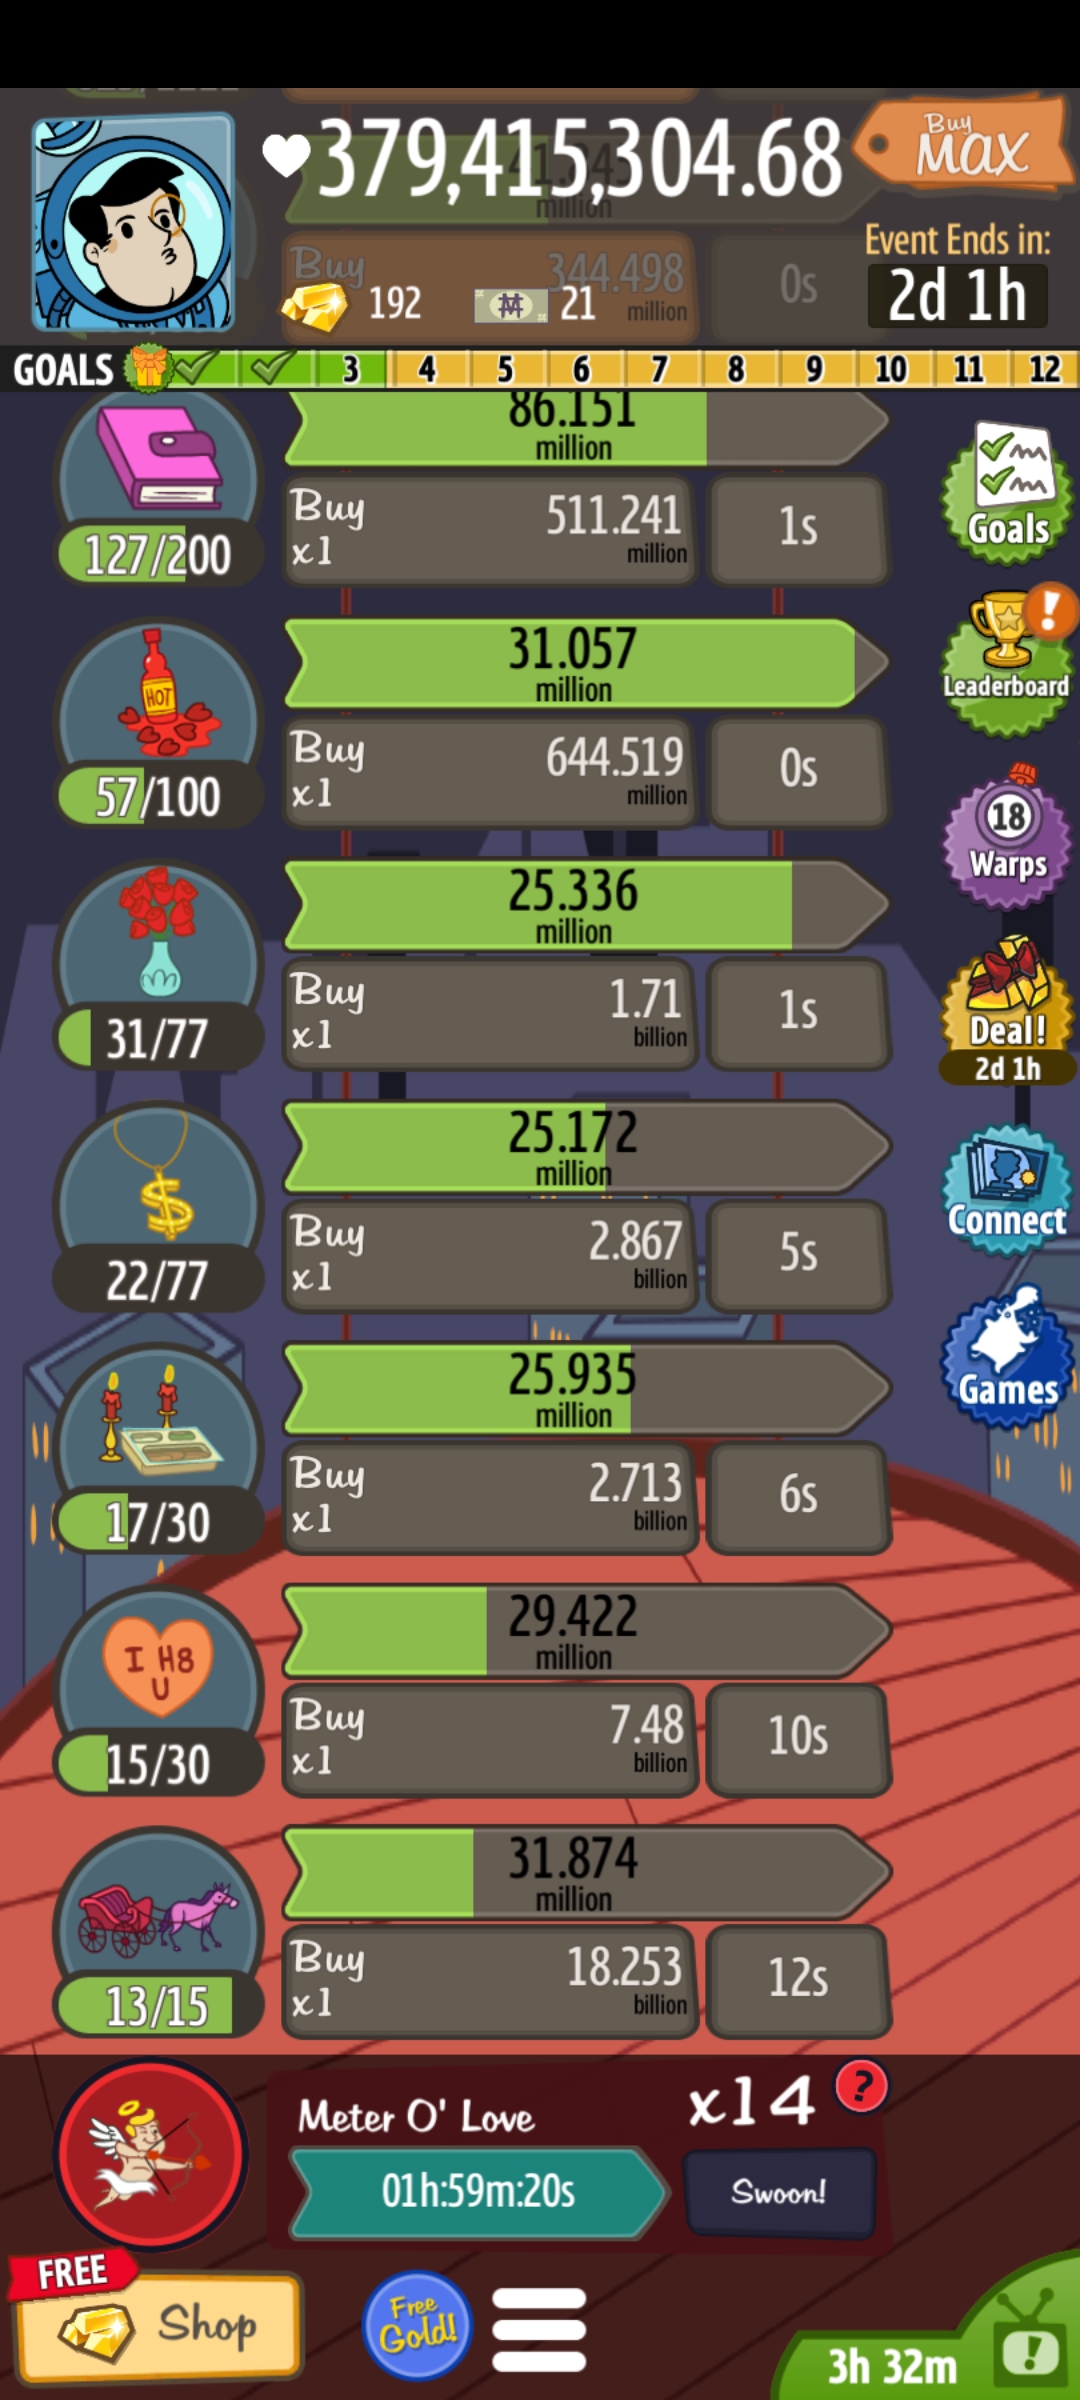 379,415,304.68
Buy
MAX
million
Event Ends in:
2d 1h
Buy
344.498
million
0s
192
21
GOALS 3 4 5 6 7 8 9 10 11 12
86.151
million
Buy
x1
511.241
million
1s
127/200
Goals
31.057
million
Buy
x1
644.519
million
0s
HOT
57/100
!
Leaderboard
18
Warps
25.336
million
Buy
x1
1.71
billion
1s
31/77
Deal!
2d 1h
25.172
million
Buy
x1
2.867
billion
5s
$
22/77
Connect
25.935
million
Buy
x1
2.713
billion
6s
17/30
Games
29.422
million
Buy
x1
7.48
billion
10s
I H8
U
15/30
31.874
million
Buy
x1
18.253
billion
12s
13/15
Meter O' Love
x14
?
01h:59m:20s
Swoon!
FREE
Shop
Free
Gold!
3h 32m
!